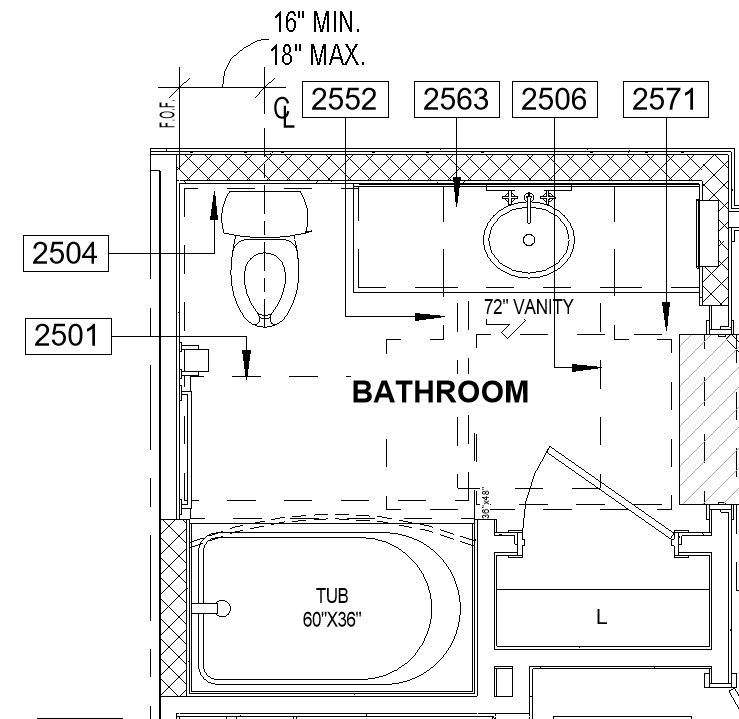 16" MIN.
18" MAX.
F.O.F.
CL
2552
2563
2506
2571
2504
2501
72" VANITY
BATHROOM
36"x48"
TUB
60"X36"
L